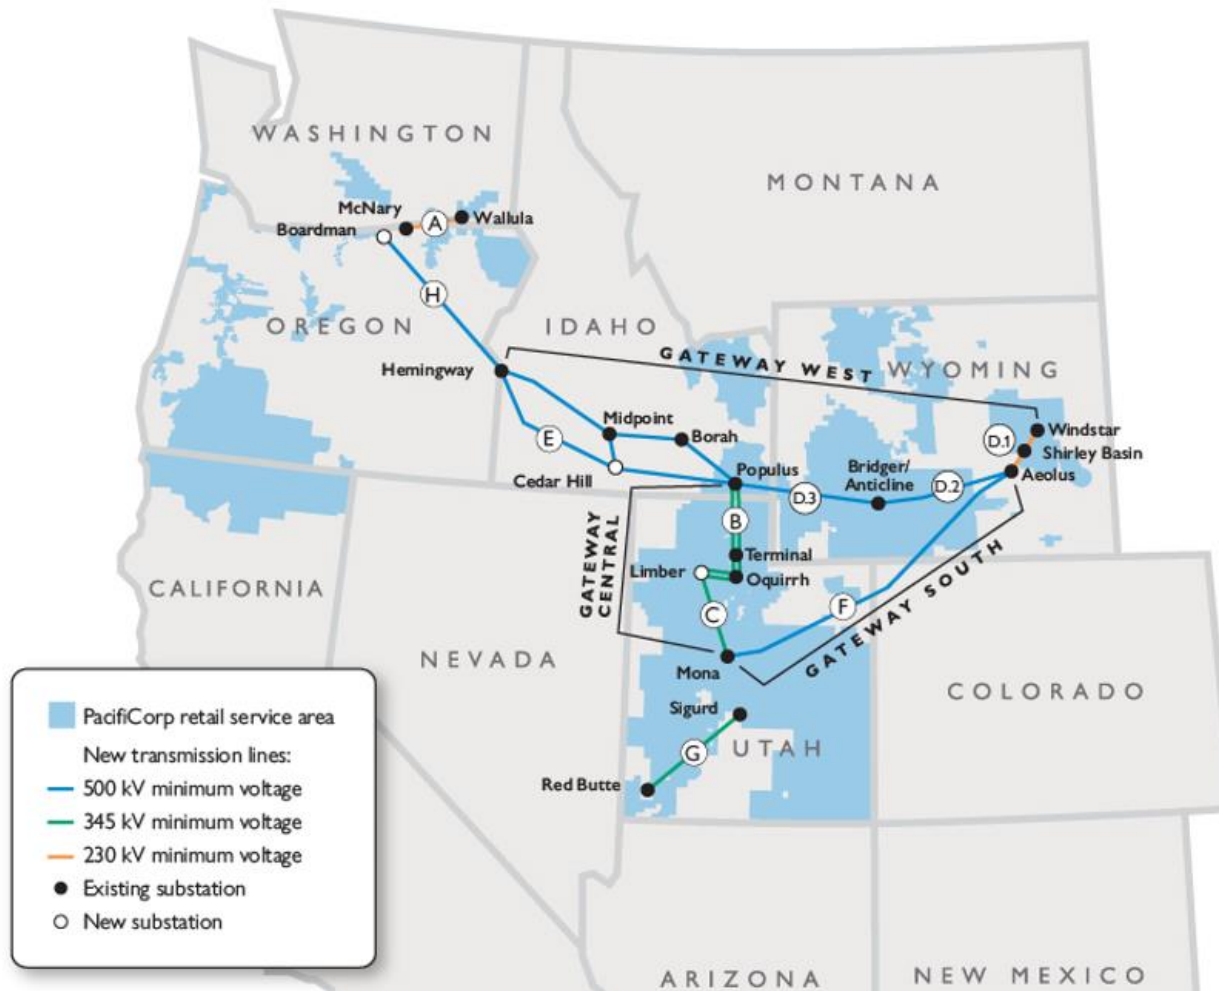 WASHINGTON
MONTANA
McNary
A
Wallula
Boardman
H
OREGON
IDAHO
GATEWAY WEST
WYOMING
Hemingway
Midpoint
Borah
E
Cedar Hill
Populus
Bridger/
Anticline
D.1
Windstar
Shirley Basin
Aeolus
D.2
D.3
B
GATEWAY
CENTRAL
Terminal
Limber
Oquirrh
CALIFORNIA
C
F
GATEWAY SOUTH
NEVADA
Mona
COLORADO
Sigurd
UTAH
G
Red Butte
PacifiCorp retail service area
New transmission lines:
500 kV minimum voltage
345 kV minimum voltage
230 kV minimum voltage
Existing substation
New substation
ARIZONA
NEW MEXICO